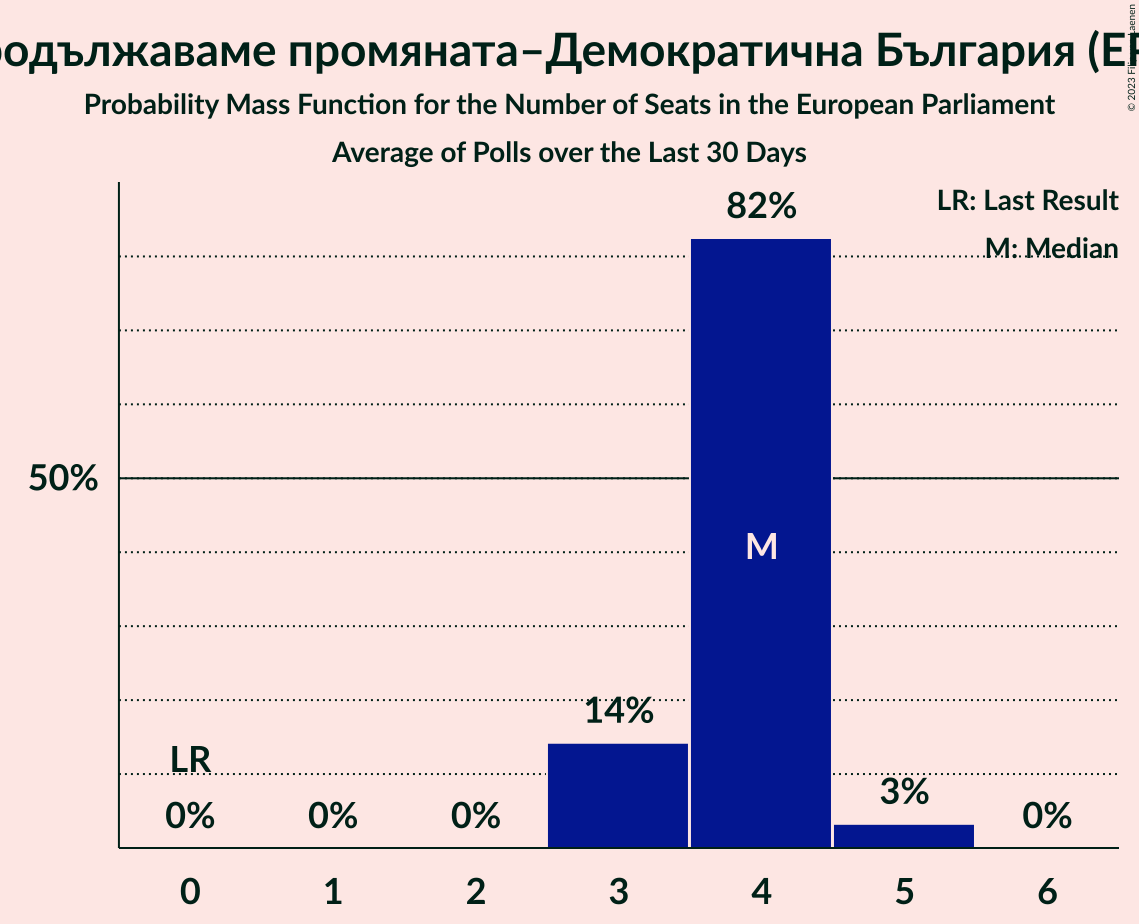 одължаваме промяната–Демократична България (E
Probability Mass Function for the Number of Seats in the European Parliament
Average of Polls over the Last 30 Days
© 2023
LR: Last Result
M: Median
82%
50%
M
14%
LR
3%
0% 0% 0% 0%
0 1 2 3 4 5 6